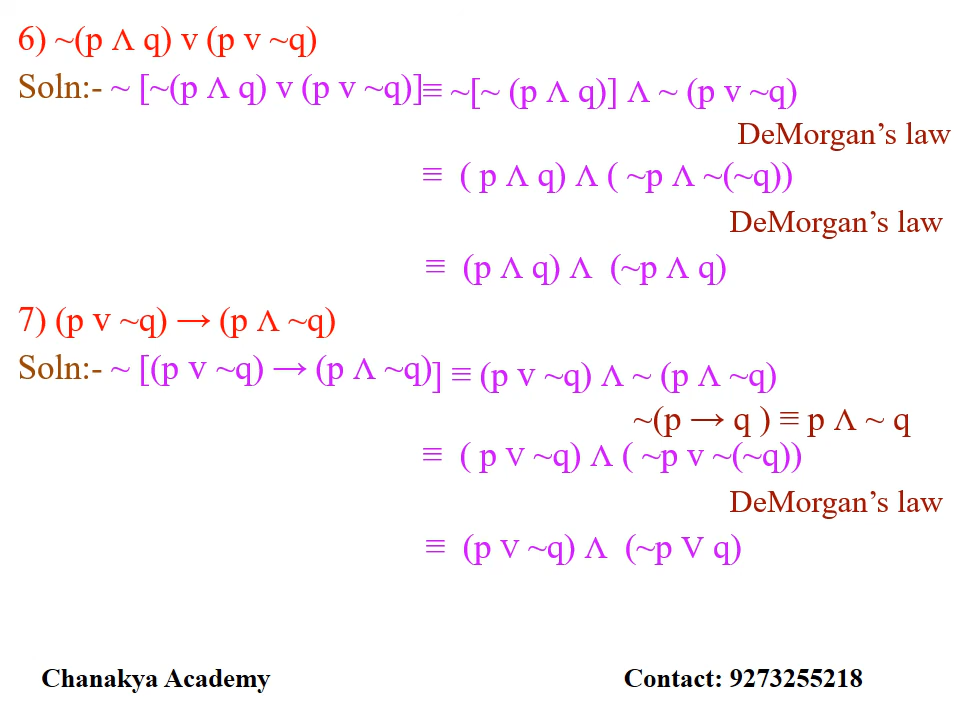 6) ~(p Λ q) v (p v ~q)
Soln:- ~ [~(p Λ q) v (p v ~q)]≡ ~[~ (p Λ q)] Λ ~ (p v ~q)
DeMorgan’s law
≡ ( p Λ q) Λ ( ~p Λ ~(~q))
DeMorgan’s law
≡ (p Λ q) Λ (~p Λ q)
7) (p v ~q) → (p Λ ~q)
Soln:- ~ [(p v ~q) → (p Λ ~q)] ≡ (p v ~q) Λ ~ (p Λ ~q)
~(p → q ) ≡ p Λ ~ q
≡ ( p V ~q) Λ ( ~p v ~(~q))
DeMorgan’s law
≡ (p V ~q) Λ (~p V q)
Chanakya Academy Contact: 9273255218